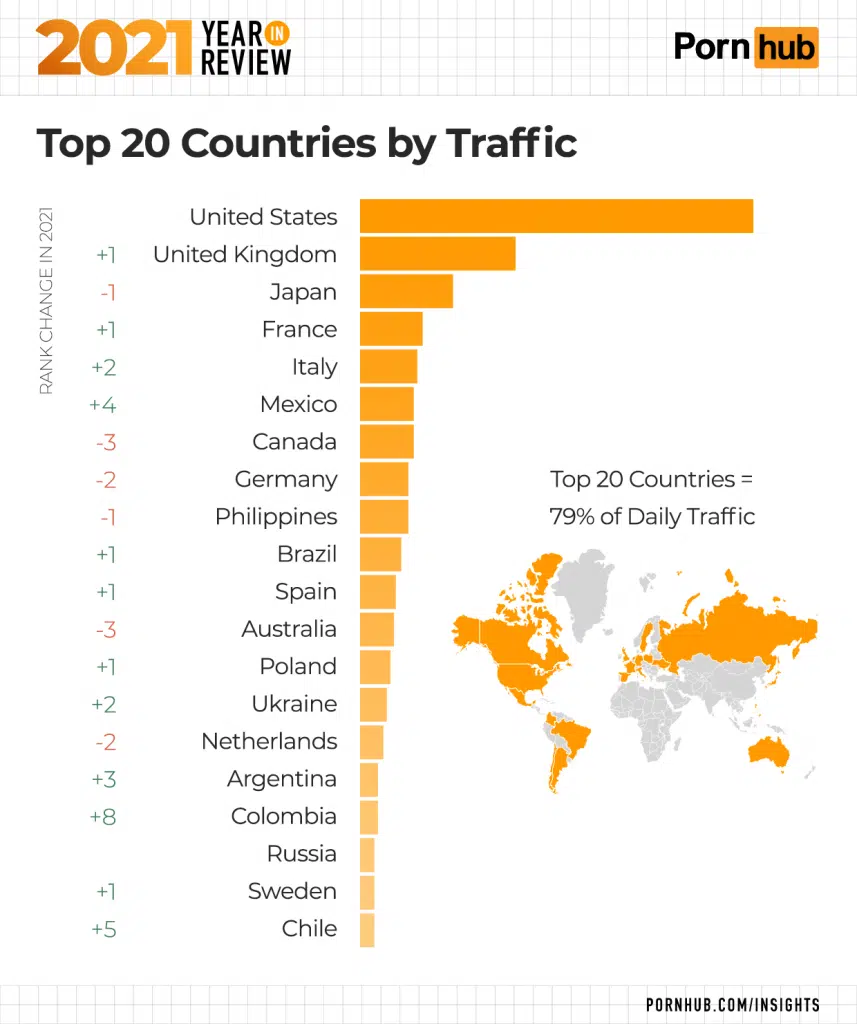 2021 YEAR IN REVIEW
Pornhub
Top 20 Countries by Traffic
RANK CHANGE IN 2021
United States
+1 United Kingdom
-1 Japan
+1 France
+2 Italy
+4 Mexico
-3 Canada
-2 Germany
-1 Philippines
+1 Brazil
+1 Spain
-3 Australia
+1 Poland
+2 Ukraine
-2 Netherlands
+3 Argentina
+8 Colombia
Russia
+1 Sweden
+5 Chile
Top 20 Countries =
79% of Daily Traffic
PORNHUB.COM/INSIGHTS